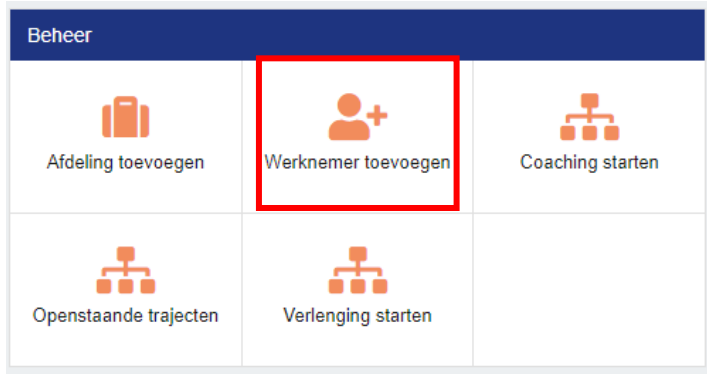 Beheer
Afdeling toevoegen
Werknemer toevoegen
Coaching starten
Openstaande trajecten
Verlenging starten